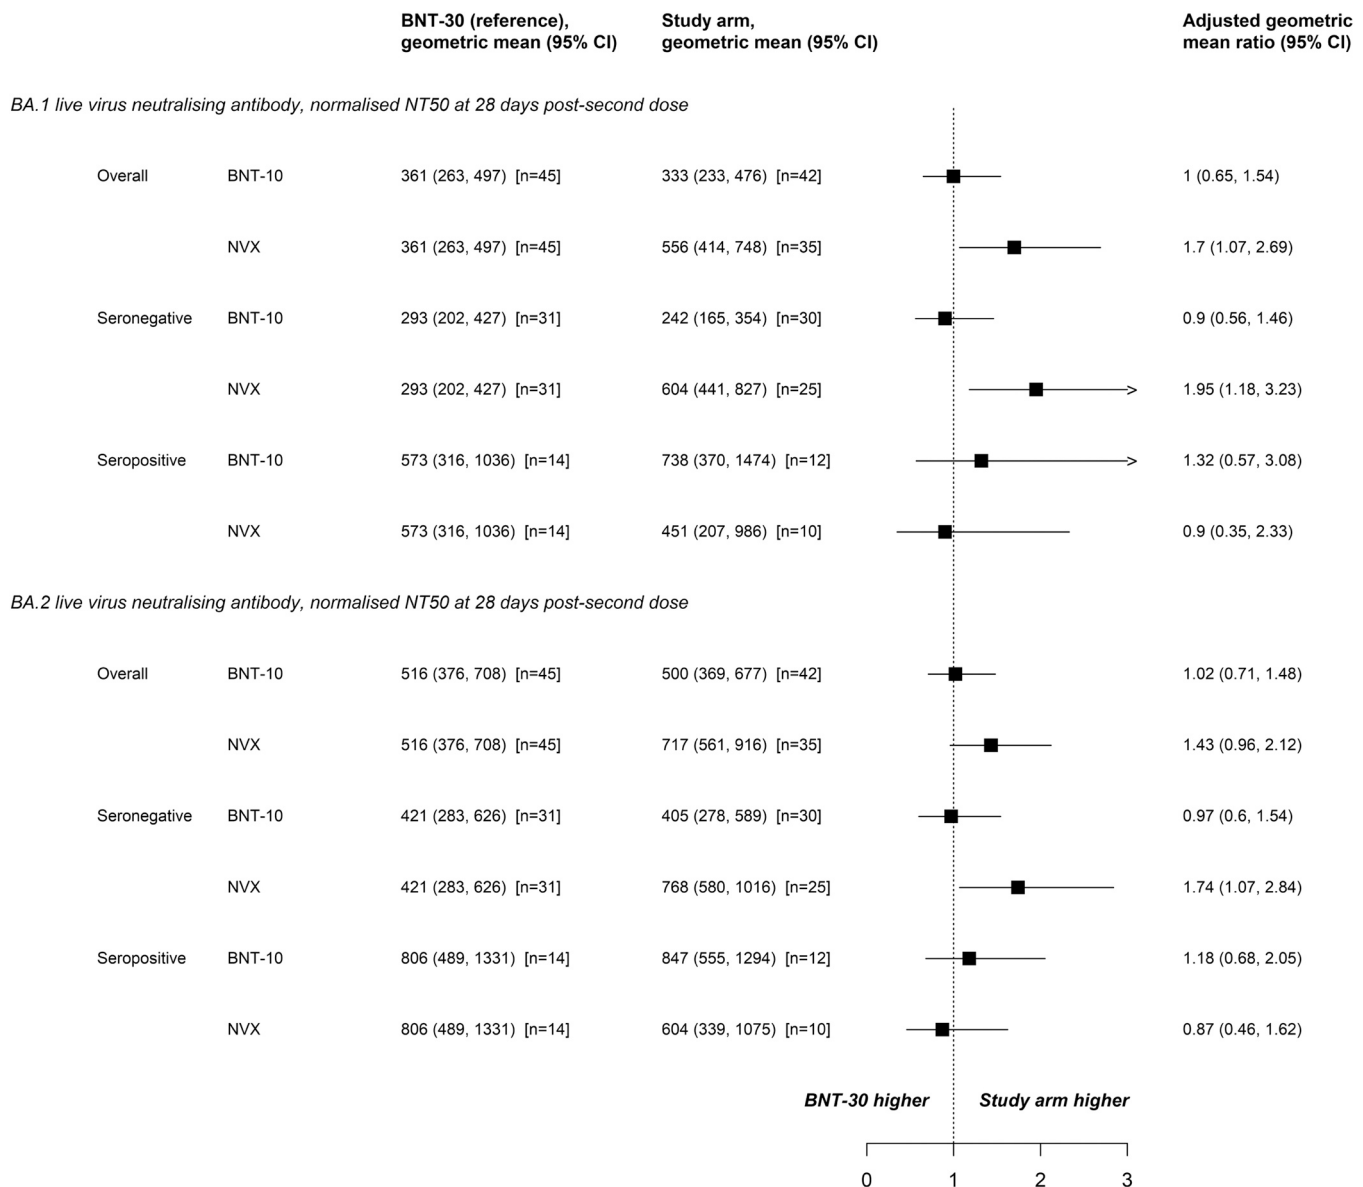 BNT-30 (reference), Study arm, Adjusted geometric
geometric mean (95% CI) geometric mean (95% CI) mean ratio (95% CI)
BA.1 live virus neutralising antibody, normalised NT50 at 28 days post-second dose
Overall BNT-10 361 (263, 497) [n=45] 333 (233, 476) [n=42] 1 (0.65, 1.54)
NVX 361 (263, 497) [n=45] 556 (414, 748) [n=35] 1.7 (1.07, 2.69)
Seronegative BNT-10 293 (202, 427) [n=31] 242 (165, 354) [n=30] 0.9 (0.56, 1.46)
NVX 293 (202, 427) [n=31] 604 (441, 827) [n=25] 1.95 (1.18, 3.23)
Seropositive BNT-10 573 (316, 1036) [n=14] 738 (370, 1474) [n=12] 1.32 (0.57, 3.08)
NVX 573 (316, 1036) [n=14] 451 (207, 986) [n=10] 0.9 (0.35, 2.33)
BA.2 live virus neutralising antibody, normalised NT50 at 28 days post-second dose
Overall BNT-10 516 (376, 708) [n=45] 500 (369, 677) [n=42] 1.02 (0.71, 1.48)
NVX 516 (376, 708) [n=45] 717 (561, 916) [n=35] 1.43 (0.96, 2.12)
Seronegative BNT-10 421 (283, 626) [n=31] 405 (278, 589) [n=30] 0.97 (0.6, 1.54)
NVX 421 (283, 626) [n=31] 768 (580, 1016) [n=25] 1.74 (1.07, 2.84)
Seropositive BNT-10 806 (489, 1331) [n=14] 847 (555, 1294) [n=12] 1.18 (0.68, 2.05)
NVX 806 (489, 1331) [n=14] 604 (339, 1075) [n=10] 0.87 (0.46, 1.62)
BNT-30 higher Study arm higher
0 1 2 3